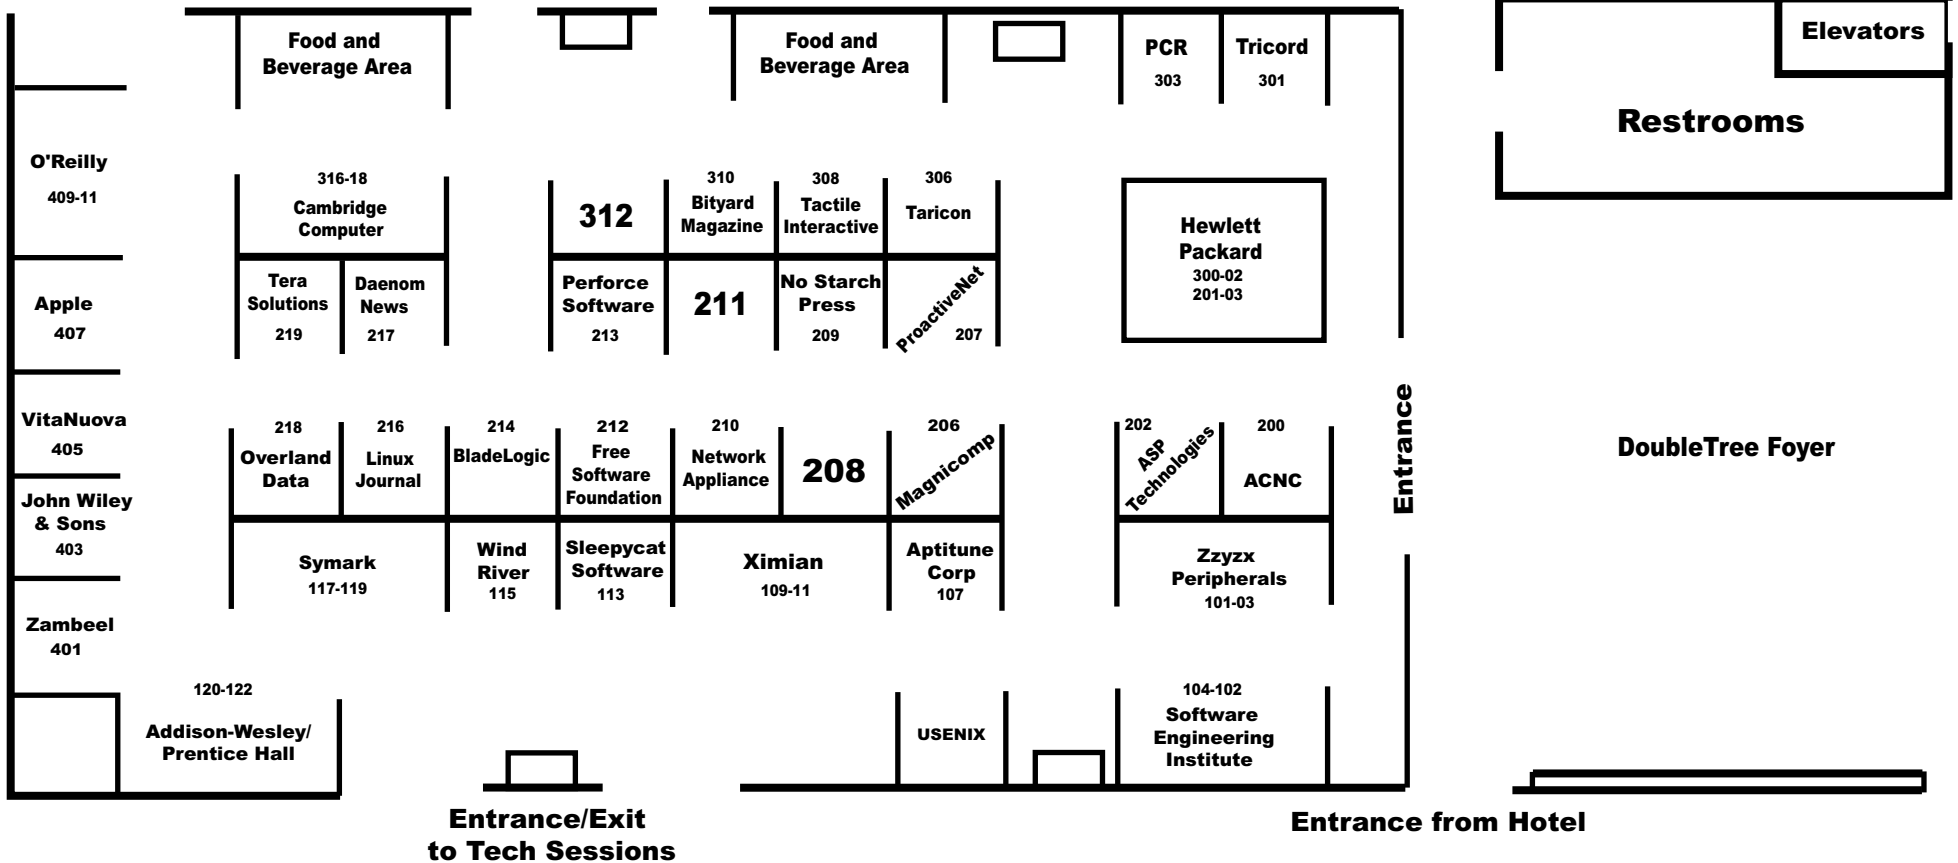 Food and
Beverage Area
Food and
Beverage Area
PCR
303
Tricord
301
Elevators
Restrooms
O'Reilly
409-11
Apple
407
VitaNuova
405
John Wiley
& Sons
403
Zambeel
401
316-18
Cambridge
Computer
312
310
Bityard
Magazine
308
Tactile
Interactive
306
Taricon
Hewlett
Packard
300-02
201-03
Tera
Solutions
219
Daenom
News
217
Perforce
Software
213
211
No Starch
Press
209
ProactiveNet
207
Entrance
DoubleTree Foyer
218
Overland
Data
216
Linux
Journal
214
BladeLogic
212
Free
Software
Foundation
210
Network
Appliance
208
206
Magnicomp
202
ASP
Technologies
200
ACNC
Symark
117-119
Wind
River
115
Sleepycat
Software
113
Ximian
109-11
Aptitune
Corp
107
Zzyzx
Peripherals
101-03
120-122
Addison-Wesley/
Prentice Hall
USENIX
104-102
Software
Engineering
Institute
Entrance/Exit
to Tech Sessions
Entrance from Hotel